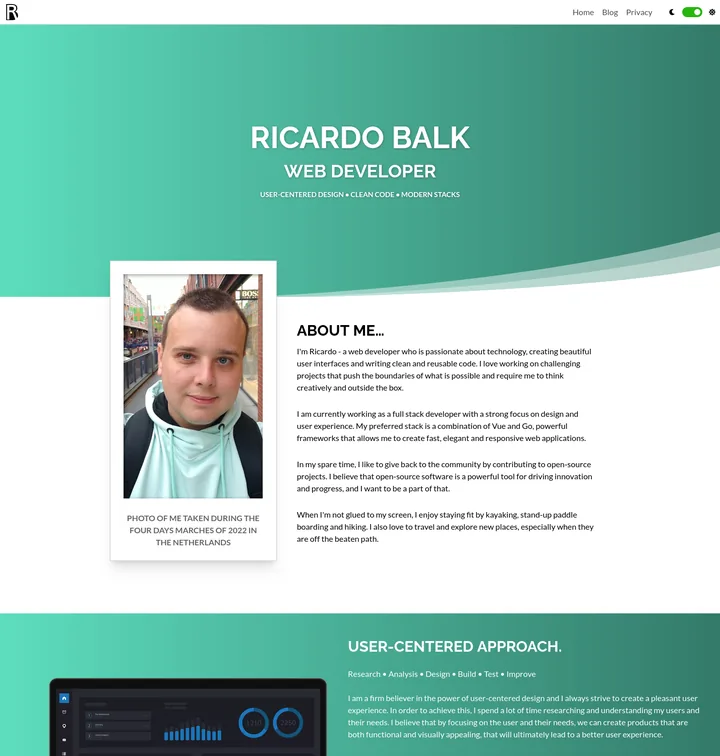 R
Home Blog Privacy
RICARDO BALK
WEB DEVELOPER
USER-CENTERED DESIGN • CLEAN CODE • MODERN STACKS
BOS
PHOTO OF ME TAKEN DURING THE
FOUR DAYS MARCHES OF 2022 IN
THE NETHERLANDS
ABOUT ME...
I'm Ricardo - a web developer who is passionate about technology, creating beautiful
user interfaces and writing clean and reusable code. I love working on challenging
projects that push the boundaries of what is possible and require me to think
creatively and outside the box.
I am currently working as a full stack developer with a strong focus on design and
user experience. My preferred stack is a combination of Vue and Go, powerful
frameworks that allows me to create fast, elegant and responsive web applications.
In my spare time, I like to give back to the community by contributing to open-source
projects. I believe that open-source software is a powerful tool for driving innovation
and progress, and I want to be a part of that.
When I'm not glued to my screen, I enjoy staying fit by kayaking, stand-up paddle
boarding and hiking. I also love to travel and explore new places, especially when they
are off the beaten path.
USER-CENTERED APPROACH.
Research • Analysis • Design • Build • Test • Improve
I am a firm believer in the power of user-centered design and I always strive to create a pleasant user
experience. In order to achieve this, I spend a lot of time researching and understanding my users and
their needs. I believe that by focusing on the user and their needs, we can create products that are
both functional and visually appealing, that will ultimately lead to a better user experience.